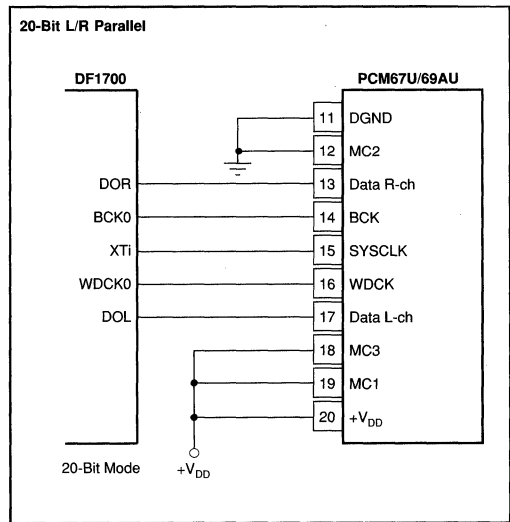 20-Bit L/R Parallel
DF1700
PCM67U/69AU
11 DGND
12 MC2
DOR 13 Data R-ch
BCK0 14 BCK
XTi 15 SYSCLK
WDCK0 16 WDCK
DOL 17 Data L-ch
18 MC3
19 MC1
20 +VDD
20-Bit Mode
+VDD